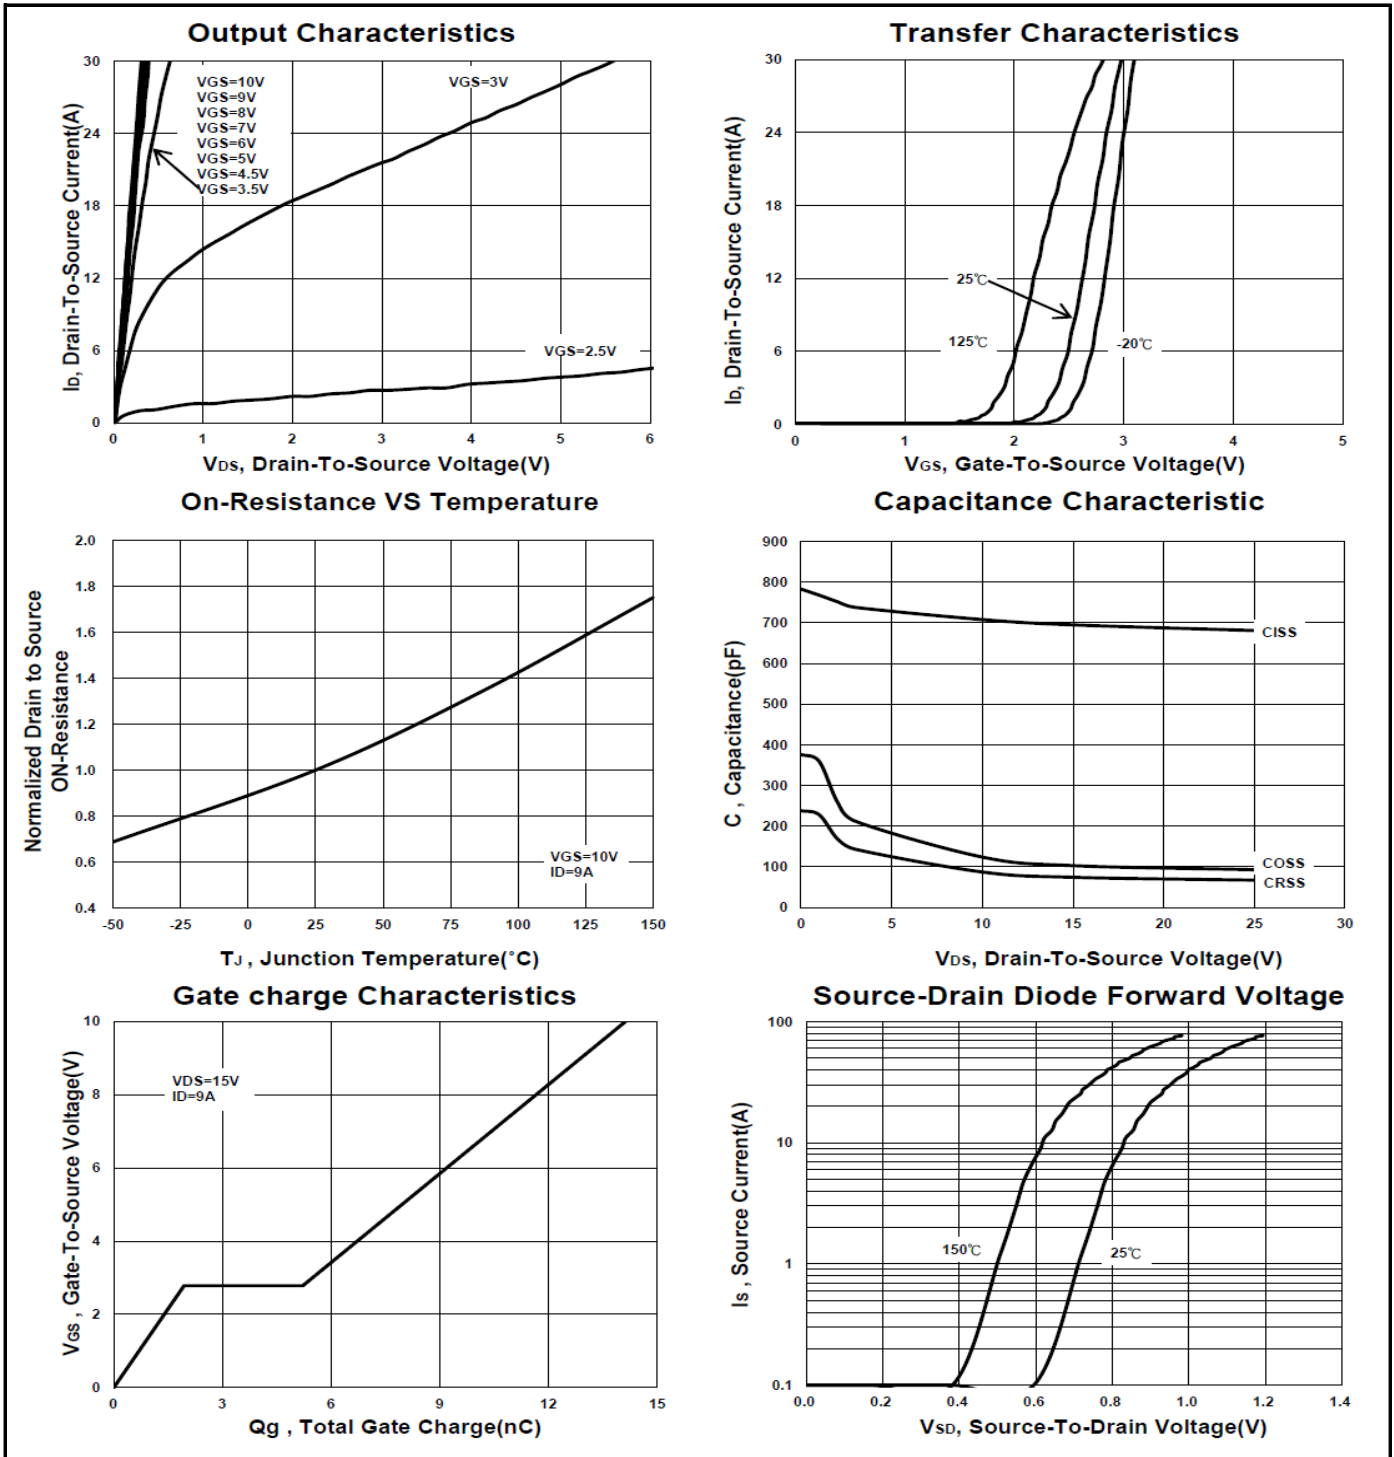 Output Characteristics
30
24
18
12
6
0
ID, Drain-To-Source Current(A)
VGS=10V
VGS=9V
VGS=8V
VGS=7V
VGS=6V
VGS=5V
VGS=4.5V
VGS=3.5V
VGS=3V
VGS=2.5V
0 1 2 3 4 5 6
VDS, Drain-To-Source Voltage(V)
Transfer Characteristics
30
24
18
12
6
0
ID, Drain-To-Source Current(A)
25℃
125℃
-20℃
0 1 2 3 4 5
VGS, Gate-To-Source Voltage(V)
On-Resistance VS Temperature
2.0
1.8
1.6
1.4
1.2
1.0
0.8
0.6
0.4
Normalized Drain to Source
ON-Resistance
VGS=10V
ID=9A
-50 -25 0 25 50 75 100 125 150
TJ , Junction Temperature(°C)
Capacitance Characteristic
900
800
700
600
500
400
300
200
100
0
C , Capacitance(pF)
CISS
COSS
CRSS
0 5 10 15 20 25 30
VDS, Drain-To-Source Voltage(V)
Gate charge Characteristics
10
8
6
4
2
0
VGS , Gate-To-Source Voltage(V)
VDS=15V
ID=9A
0 3 6 9 12 15
Qg , Total Gate Charge(nC)
Source-Drain Diode Forward Voltage
100
10
1
0.1
IS , Source Current(A)
150℃
25℃
0.0 0.2 0.4 0.6 0.8 1.0 1.2 1.4
VSD, Source-To-Drain Voltage(V)